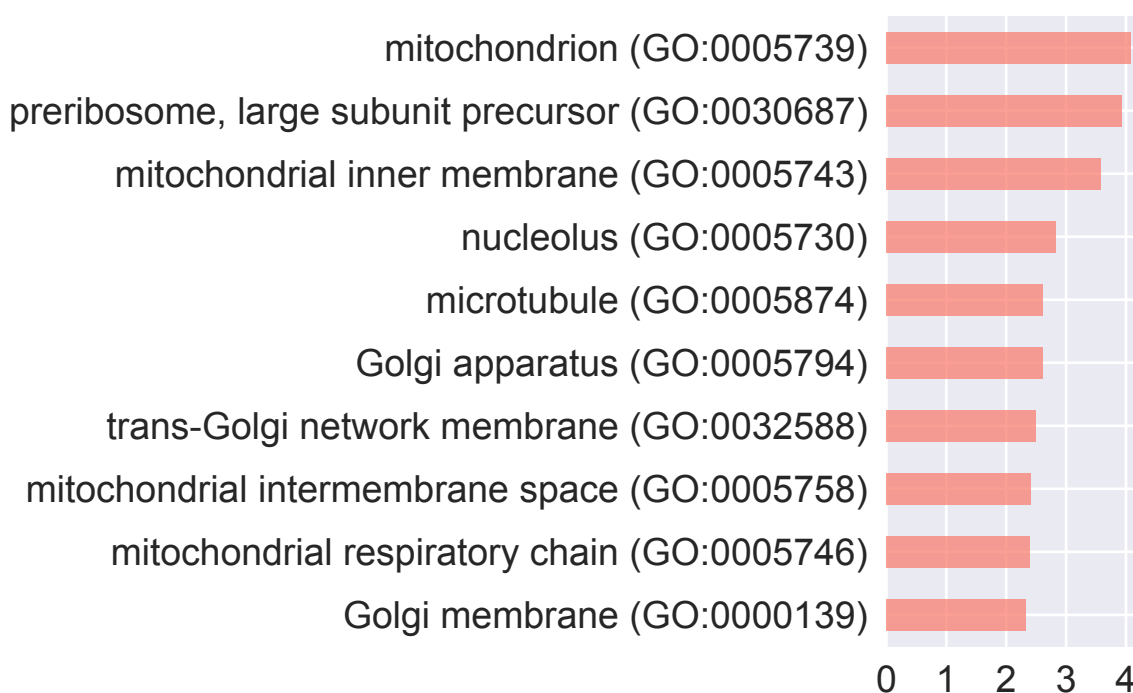 mitochondrion (GO:0005739)
preribosome, large subunit precursor (GO:0030687)
mitochondrial inner membrane (GO:0005743)
nucleolus (GO:0005730)
microtubule (GO:0005874)
Golgi apparatus (GO:0005794)
trans-Golgi network membrane (GO:0032588)
mitochondrial intermembrane space (GO:0005758)
mitochondrial respiratory chain (GO:0005746)
Golgi membrane (GO:0000139)
0 1 2 3 4